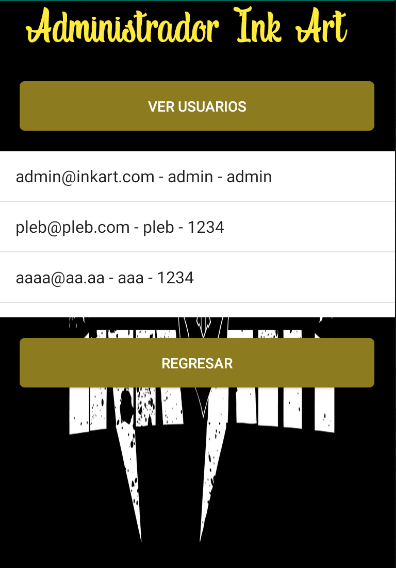 Administrador Ink Art
VER USUARIOS
admin@inkart.com - admin - admin
pleb@pleb.com - pleb - 1234
aaaa@aa.aa - aaa - 1234
REGRESAR